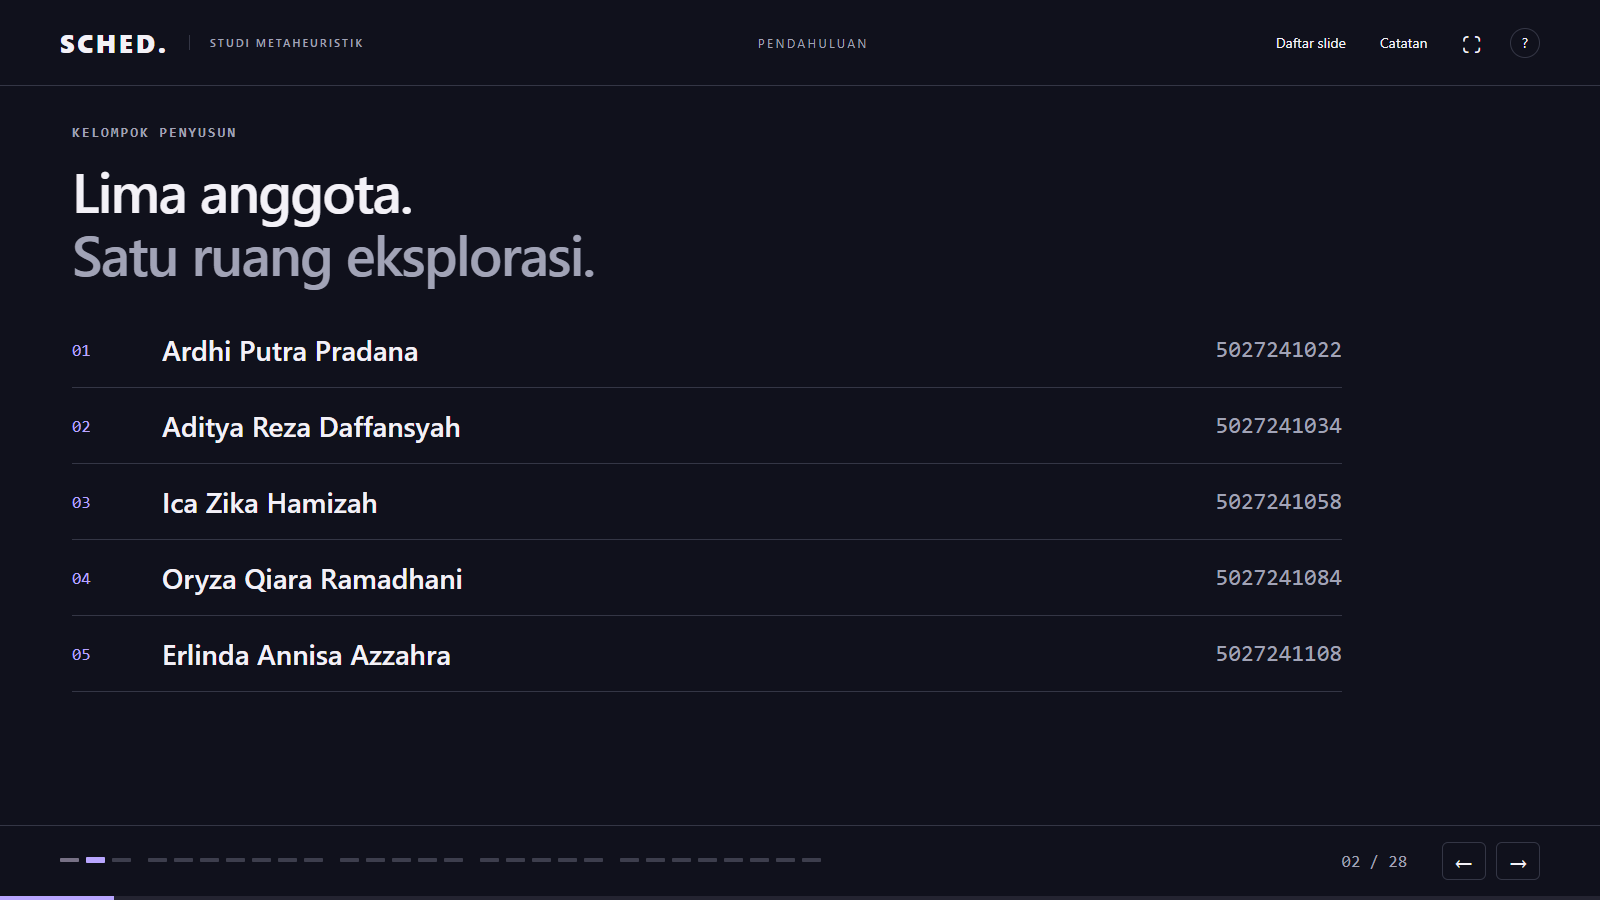 SCHED.
STUDI METAHEURISTIK
PENDAHULUAN
Daftar slide
Catatan
?
KELOMPOK PENYUSUN
Lima anggota.
Satu ruang eksplorasi.
01 Ardhi Putra Pradana 5027241022
02 Aditya Reza Daffansyah 5027241034
03 Ica Zika Hamizah 5027241058
04 Oryza Qiara Ramadhani 5027241084
05 Erlinda Annisa Azzahra 5027241108
02 / 28
← →